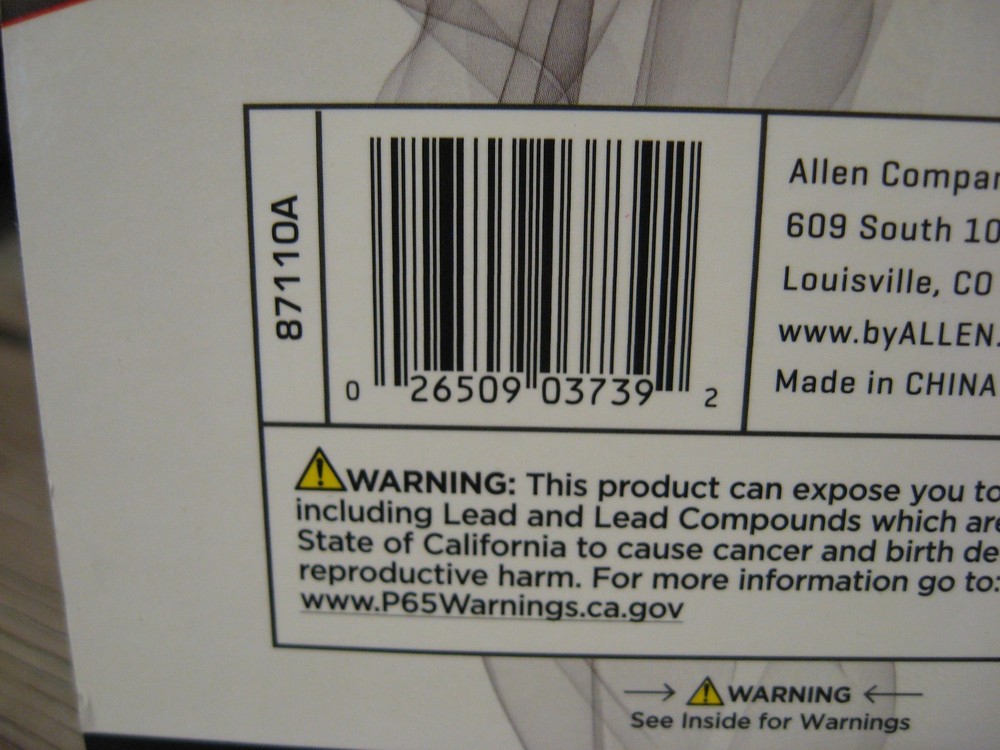 87110A
0 26509 03739 2
Allen Compan
609 South 10
Louisville, CO
www.byALLEN.
Made in CHINA
WARNING: This product can expose you to
including Lead and Lead Compounds which are
State of California to cause cancer and birth de
reproductive harm. For more information go to:
www.P65Warnings.ca.gov
WARNING
See Inside for Warnings